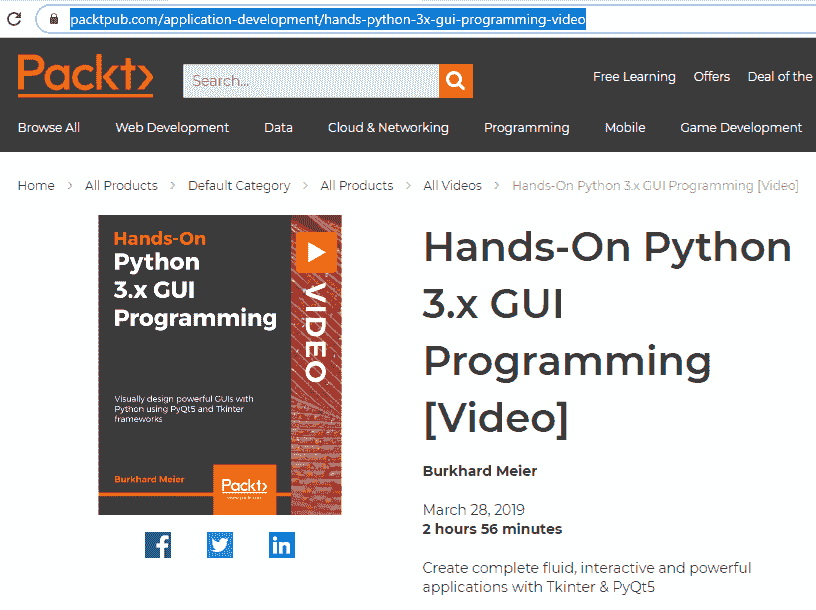 packtpub.com/application-development/hands-python-3x-gui-programming-video
Packt>
Search...
Free Learning Offers Deal of the
Browse All Web Development Data Cloud & Networking Programming Mobile Game Development
Home > All Products > Default Category > All Products > All Videos > Hands-On Python 3.x GUI Programming [Video]
Hands-On
Python
3.x GUI
Programming
VIDEO
Visually design powerful GUIs with
Python using PyQt5 and Tkinter
frameworks
Burkhard Meier
Packt>
Hands-On Python
3.x GUI
Programming
[Video]
Burkhard Meier
March 28, 2019
2 hours 56 minutes
Create complete fluid, interactive and powerful
applications with Tkinter & PyQt5
f
in